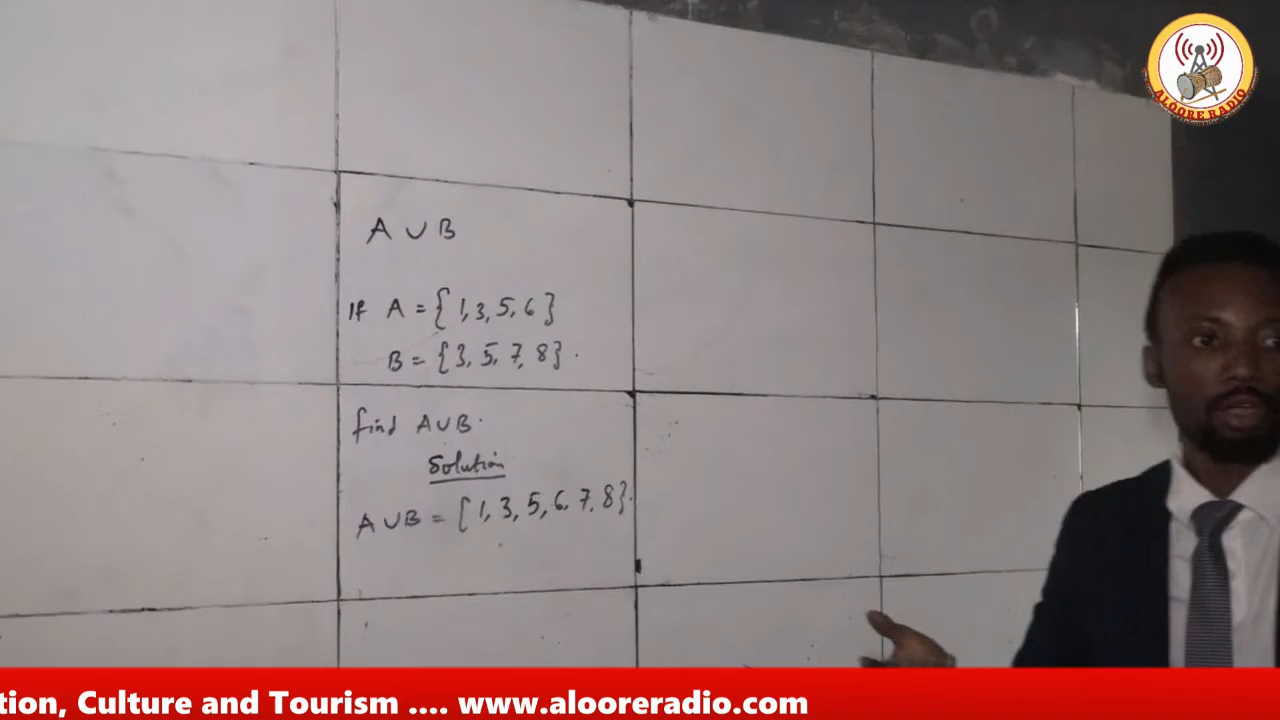 A ∪ B
If A = { 1, 3, 5, 6 }
B = { 3, 5, 7, 8 }.
find A∪B.
Solution
A∪B = { 1, 3, 5, 6, 7, 8 }.
ALOORE RADIO
tion, Culture and Tourism .... www.alooreradio.com